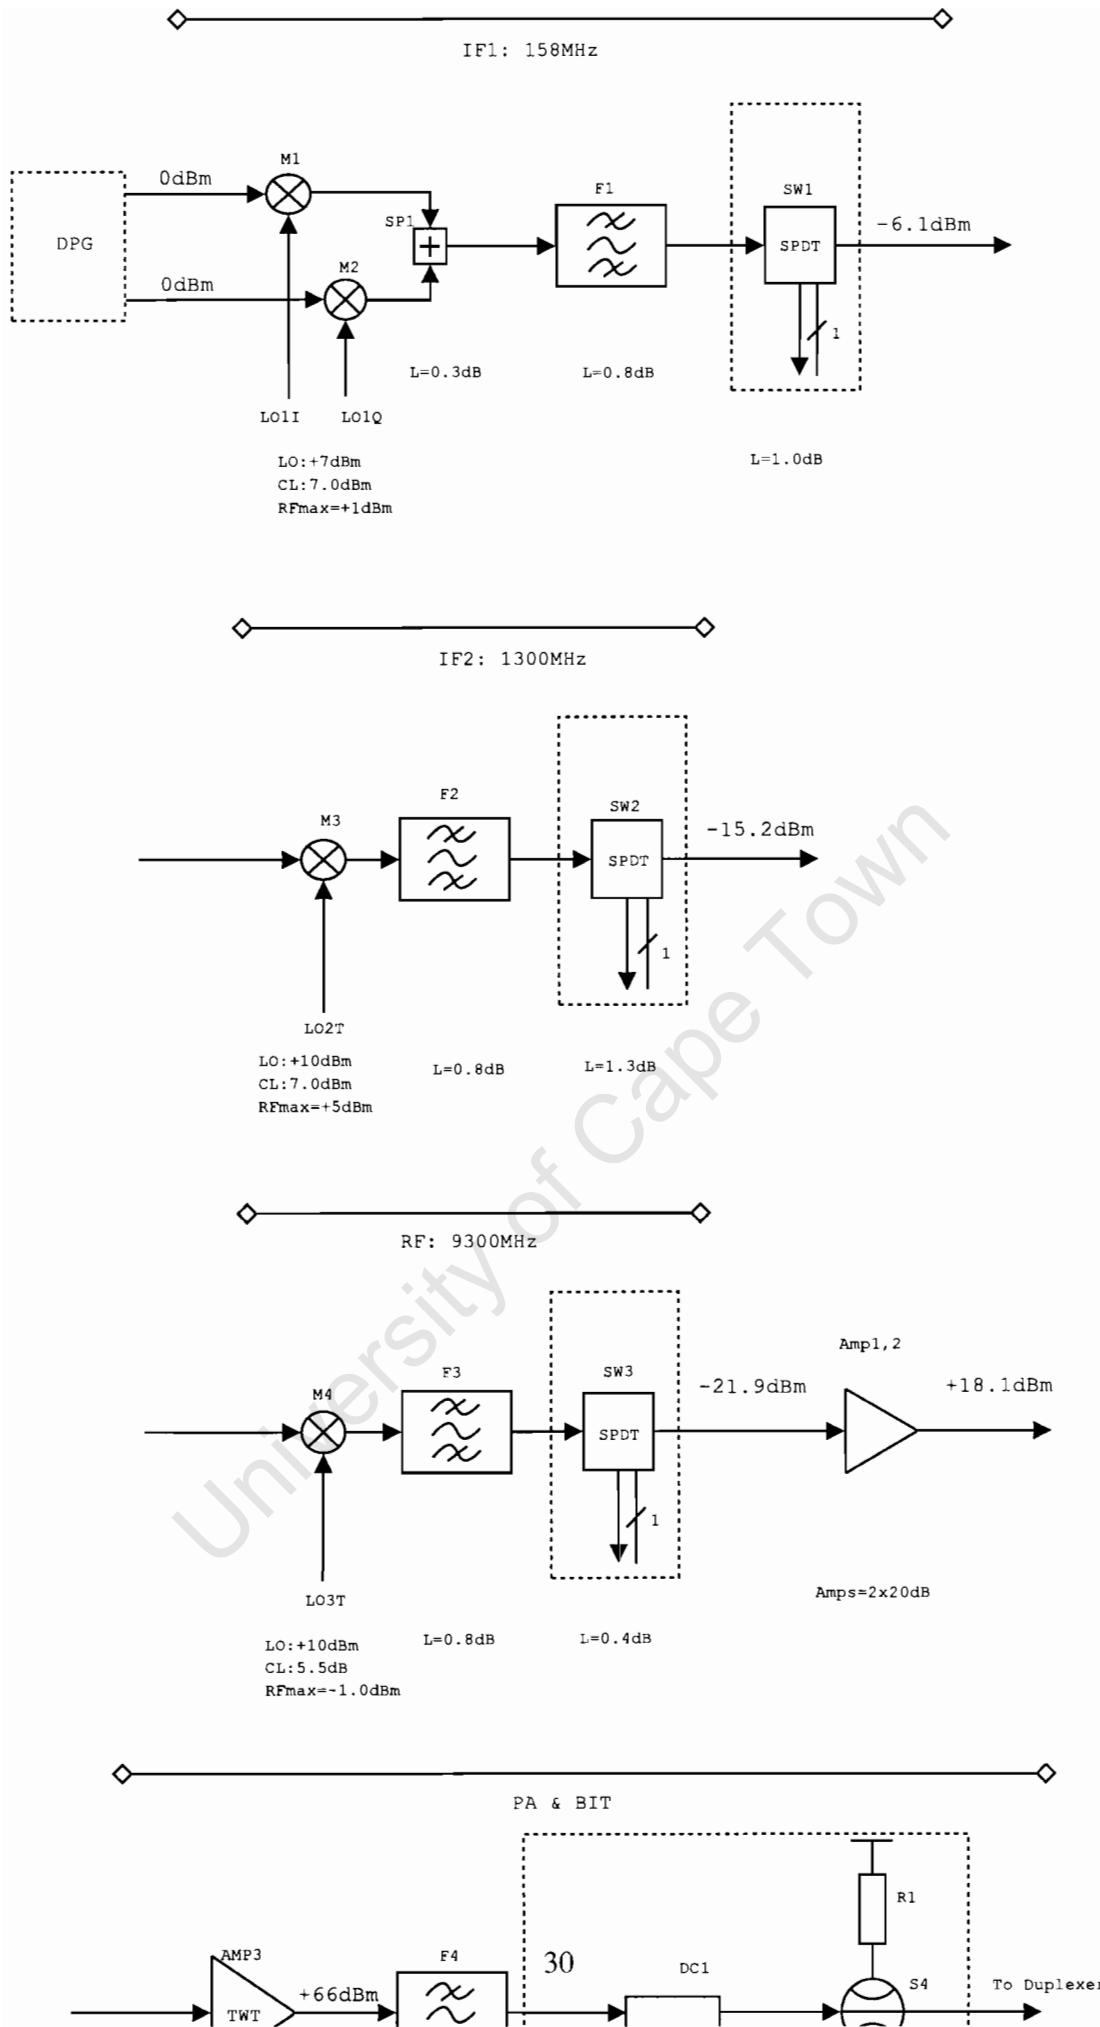 IF1: 158MHz
M1
0dBm
F1
SW1
SP1
DPG
+
SPDT
-6.1dBm
M2
0dBm
1
L=0.3dB
L=0.8dB
LO1I
LO1Q
L=1.0dB
LO:+7dBm
CL:7.0dBm
RFmax=+1dBm
IF2: 1300MHz
F2
SW2
M3
-15.2dBm
SPDT
1
LO2T
LO:+10dBm
CL:7.0dBm
RFmax=+5dBm
L=0.8dB
L=1.3dB
RF: 9300MHz
Amp1,2
F3
SW3
M4
-21.9dBm
+18.1dBm
SPDT
1
LO3T
Amps=2x20dB
LO:+10dBm
CL:5.5dB
RFmax=-1.0dBm
L=0.8dB
L=0.4dB
PA & BIT
R1
AMP3
F4
30
DC1
S4
To Duplexer
+66dBm
TWT
University of Cape Town